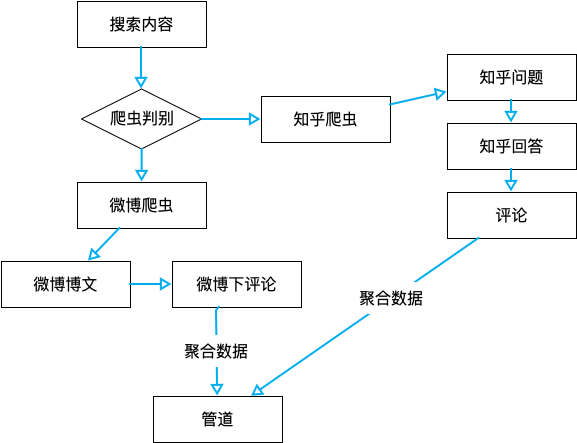 搜索内容
知乎问题
爬虫判别
知乎爬虫
知乎回答
微博爬虫
评论
微博博文
微博下评论
聚合数据
聚合数据
管道